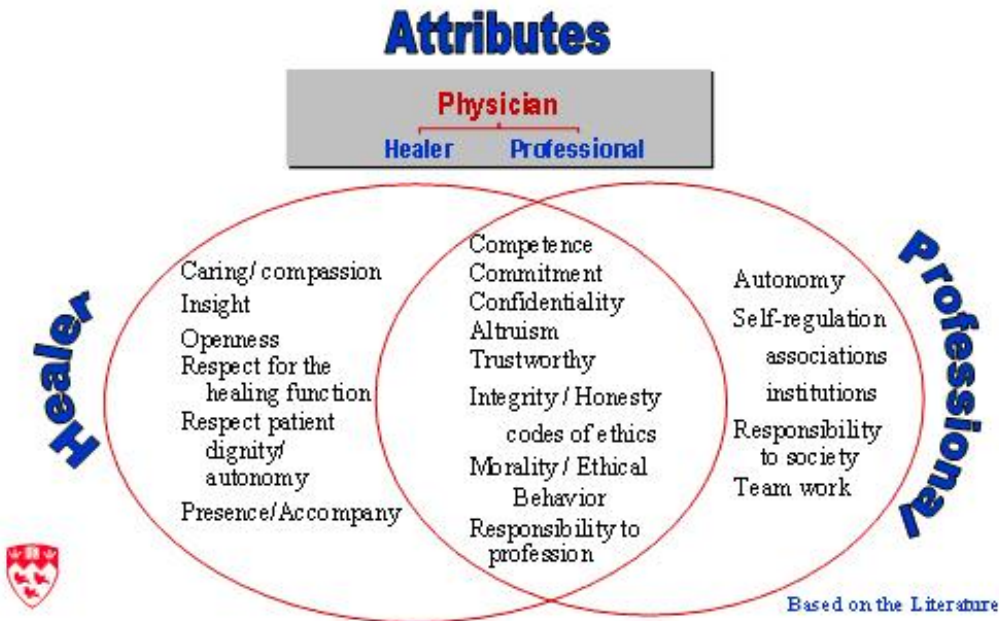 Attributes
Physician
Healer Professional
Healer
Caring/ compassion
Insight
Openness
Respect for the
healing function
Respect patient
dignity/
autonomy
Presence/Accompany
Competence
Commitment
Confidentiality
Altruism
Trustworthy
Integrity / Honesty
codes of ethics
Morality / Ethical
Behavior
Responsibility to
profession
Autonomy
Self-regulation
associations
institutions
Responsibility
to society
Team work
Professional
Based on the Literature